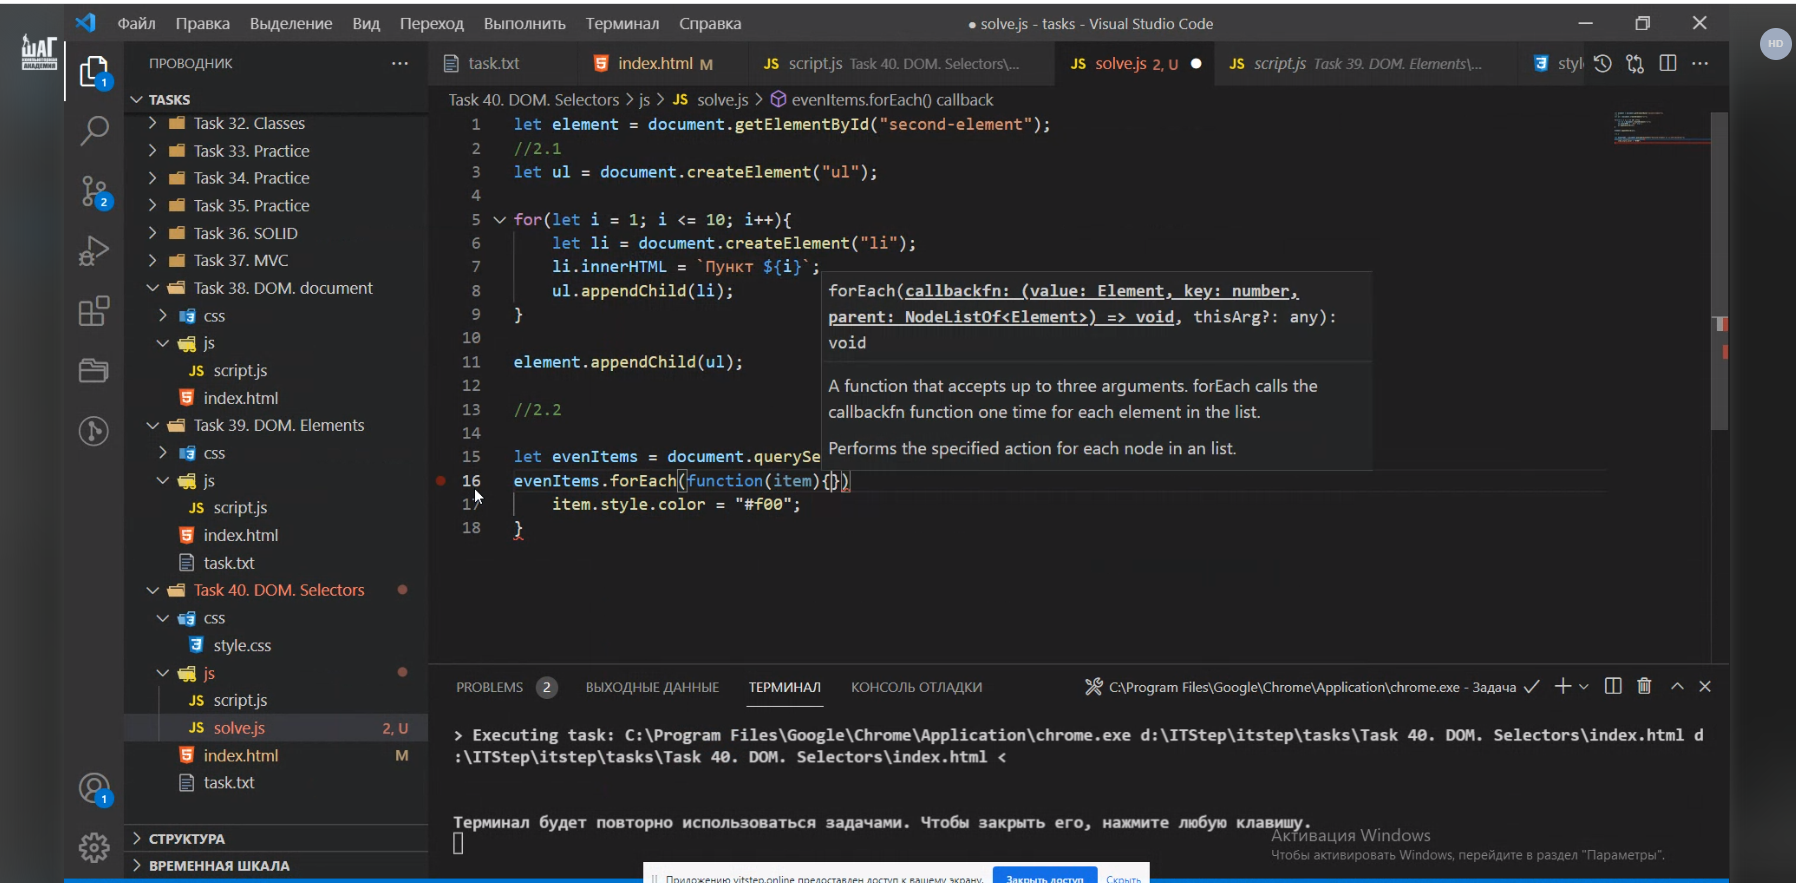 ШАГ
Файл Правка Выделение Вид Переход Выполнить Терминал Справка
● solve.js - tasks - Visual Studio Code
HD
ПРОВОДНИК
task.txt
index.html M
JS script.js Task 40. DOM. Selectors\...
JS solve.js 2, U
JS script.js Task 39. DOM. Elements\...
TASKS
Task 32. Classes
Task 33. Practice
Task 34. Practice
Task 35. Practice
Task 36. SOLID
Task 37. MVC
Task 38. DOM. document
css
js
JS script.js
index.html
Task 39. DOM. Elements
css
js
JS script.js
index.html
task.txt
Task 40. DOM. Selectors
css
style.css
js
JS script.js
JS solve.js 2, U
index.html M
task.txt
СТРУКТУРА
ВРЕМЕННАЯ ШКАЛА
1
2
1
Task 40. DOM. Selectors > js > JS solve.js > evenItems.forEach() callback
1 let element = document.getElementById("second-element");
2 //2.1
3 let ul = document.createElement("ul");
4
5 for(let i = 1; i <= 10; i++){
6 let li = document.createElement("li");
7 li.innerHTML = `Пункт ${i}`;
8 ul.appendChild(li);
9 }
10
11 element.appendChild(ul);
12
13 //2.2
14
15 let evenItems = document.querySe
16 evenItems.forEach(function(item){})
17 item.style.color = "#f00";
18 }
forEach(callbackfn: (value: Element, key: number,
parent: NodeListOf<Element>) => void, thisArg?: any):
void
A function that accepts up to three arguments. forEach calls the
callbackfn function one time for each element in the list.
Performs the specified action for each node in an list.
PROBLEMS 2 ВЫХОДНЫЕ ДАННЫЕ ТЕРМИНАЛ КОНСОЛЬ ОТЛАДКИ
C:\Program Files\Google\Chrome\Application\chrome.exe - Задача
> Executing task: C:\Program Files\Google\Chrome\Application\chrome.exe d:\ITStep\itstep\tasks\Task 40. DOM. Selectors\index.html d
:\ITStep\itstep\tasks\Task 40. DOM. Selectors\index.html <
Терминал будет повторно использоваться задачами. Чтобы закрыть его, нажмите любую клавишу.
Активация Windows
Чтобы активировать Windows, перейдите в раздел "Параметры".
Приложению vitstep.online предоставлен доступ к вашему экрану.
Закрыть доступ
Скрыть